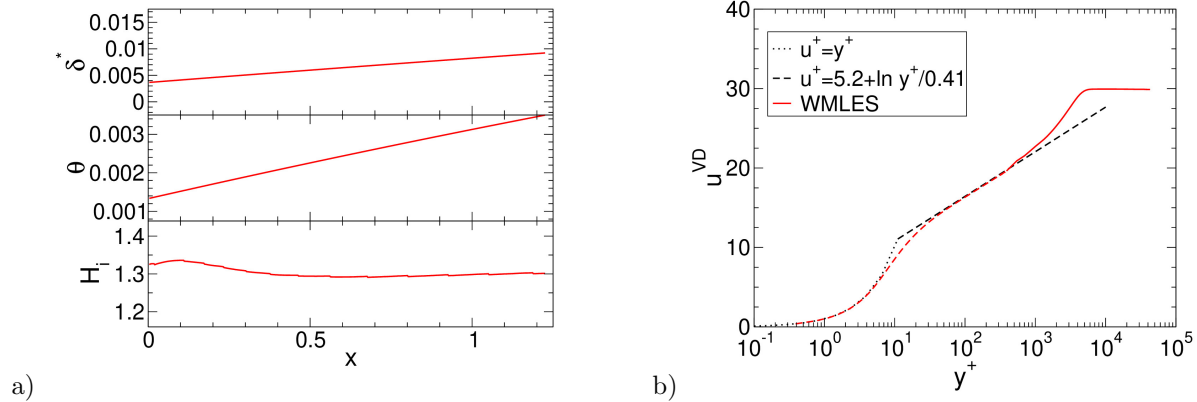 0.015
0.01
0.005
0
δ*
0.003
0.002
0.001
θ
1.4
1.3
1.2
H_i
0 0.5 1
x
a)
40
30
20
10
0
u^VD
u^+=y^+
u^+=5.2+ln y^+/0.41
WMLES
10^-1 10^0 10^1 10^2 10^3 10^4 10^5
y^+
b)